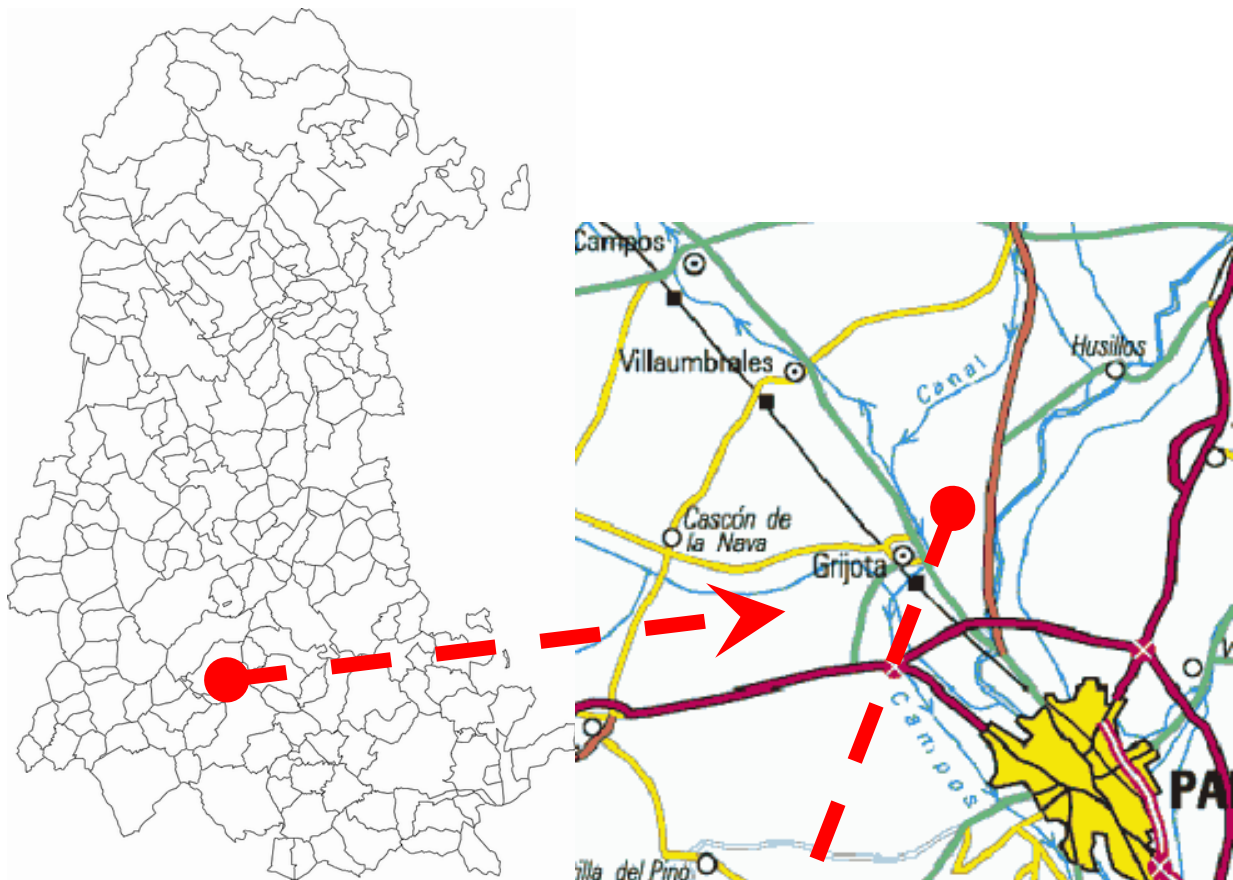 Campos
Villaumbrales
Canal
Husillos
Cascón de
la Nava
Grijota
Campos
PA
illa del Pino